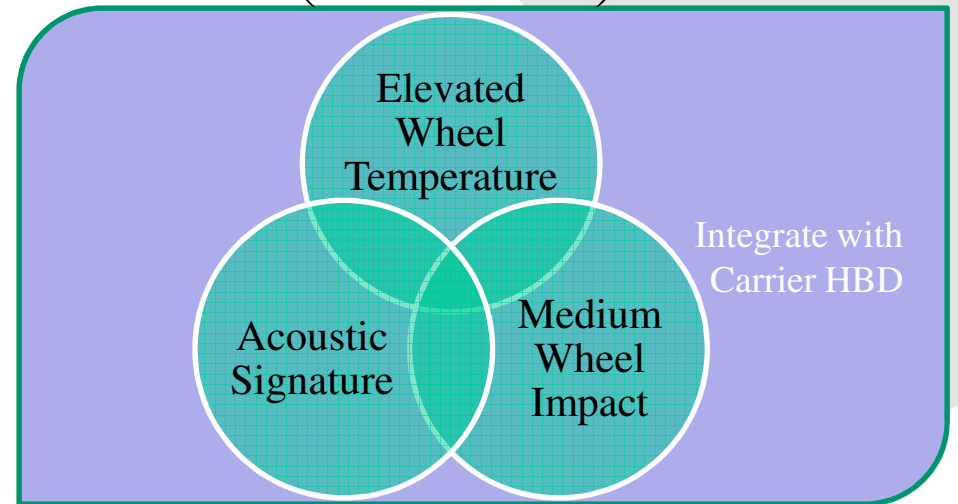 Elevated
Wheel
Temperature
Integrate with
Carrier HBD
Acoustic
Signature
Medium
Wheel
Impact